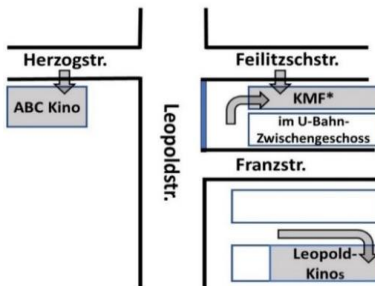 Herzogstr.
Feilitzschstr.
ABC Kino
KMF*
im U-Bahn-
Zwischengeschoss
Leopoldstr.
Franzstr.
Leopold-
Kinos